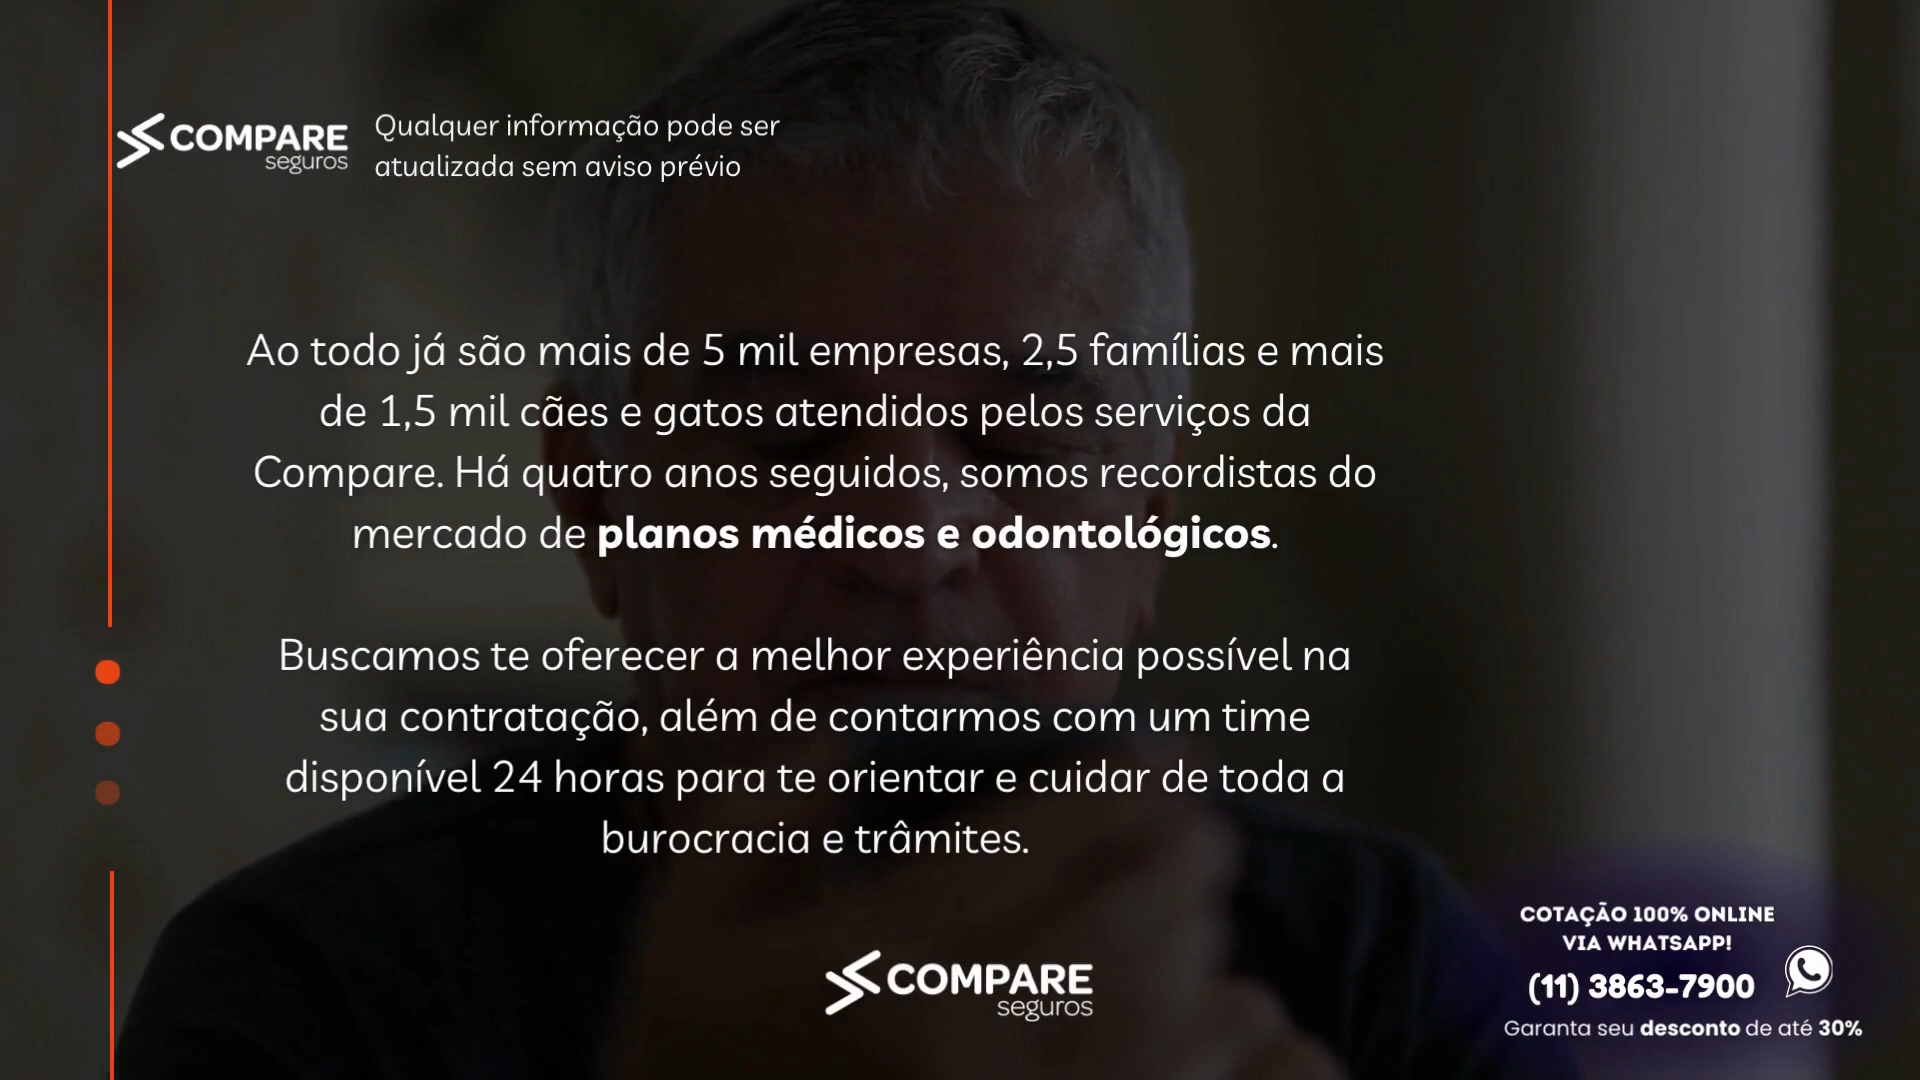 COMPARE
seguros
Qualquer informação pode ser
atualizada sem aviso prévio
Ao todo já são mais de 5 mil empresas, 2,5 famílias e mais
de 1,5 mil cães e gatos atendidos pelos serviços da
Compare. Há quatro anos seguidos, somos recordistas do
mercado de planos médicos e odontológicos.
Buscamos te oferecer a melhor experiência possível na
sua contratação, além de contarmos com um time
disponível 24 horas para te orientar e cuidar de toda a
burocracia e trâmites.
COMPARE
seguros
COTAÇÃO 100% ONLINE
VIA WHATSAPP!
(11) 3863-7900
Garanta seu desconto de até 30%